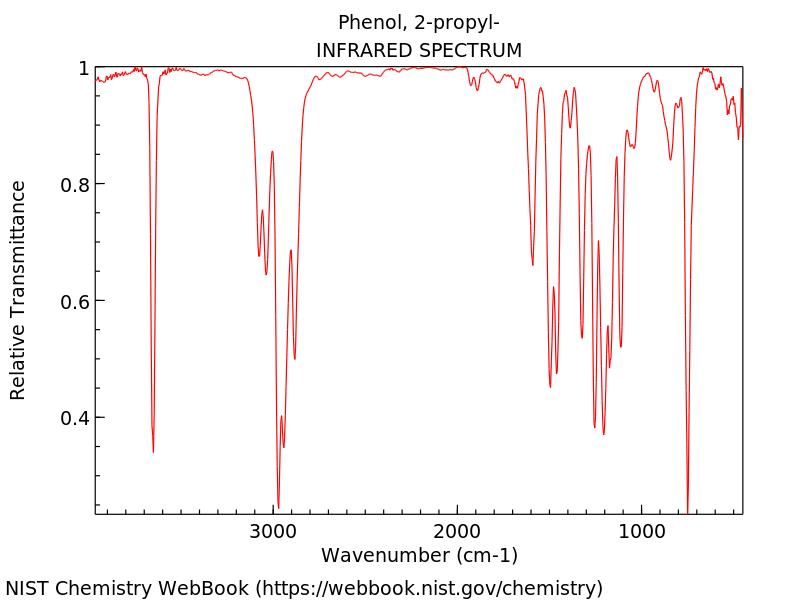 Phenol, 2-propyl-
INFRARED SPECTRUM
1
0.8
0.6
0.4
Relative Transmittance
3000 2000 1000
Wavenumber (cm-1)
NIST Chemistry WebBook (https://webbook.nist.gov/chemistry)